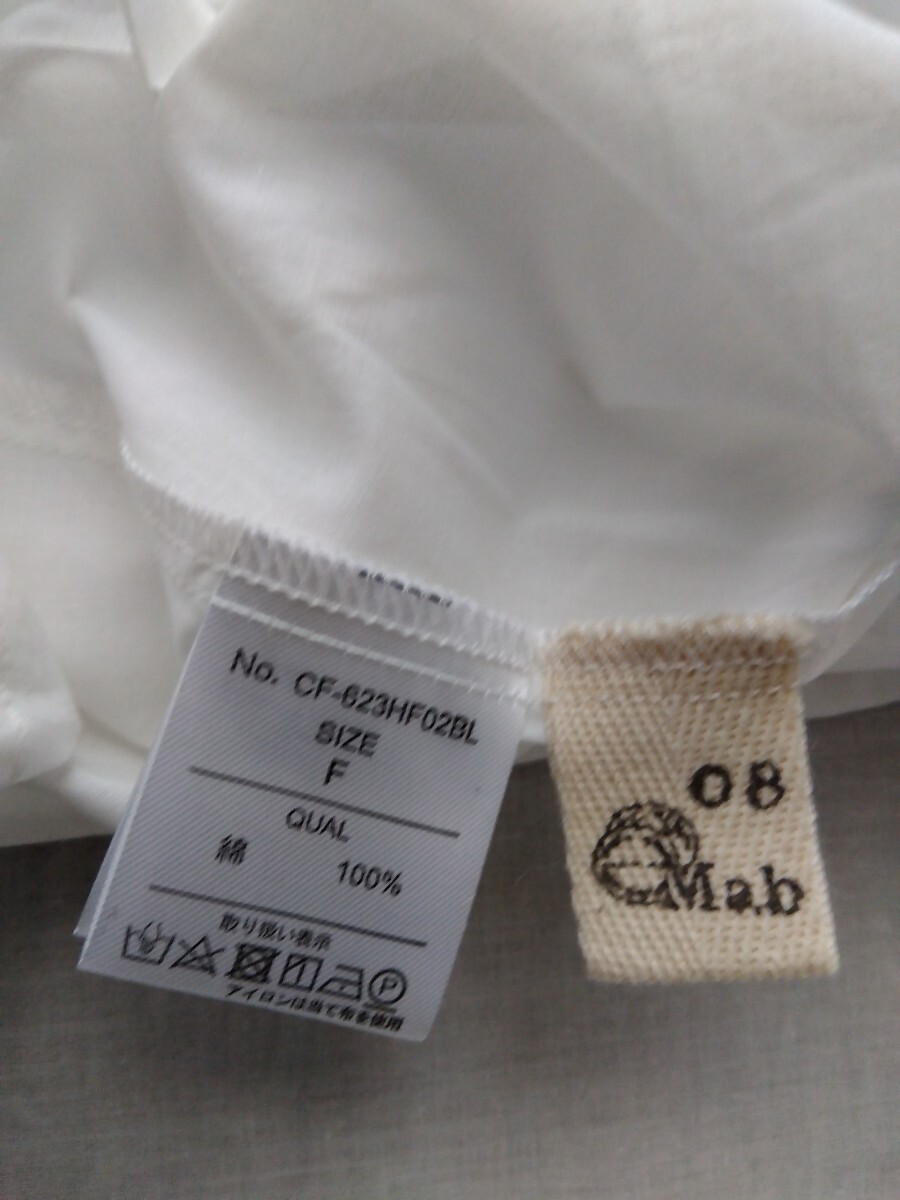 No. CF-623HF02BL
SIZE
F
QUAL
綿 100%
取り扱い表示
P
アイロンは当て布を使用
08
Mab